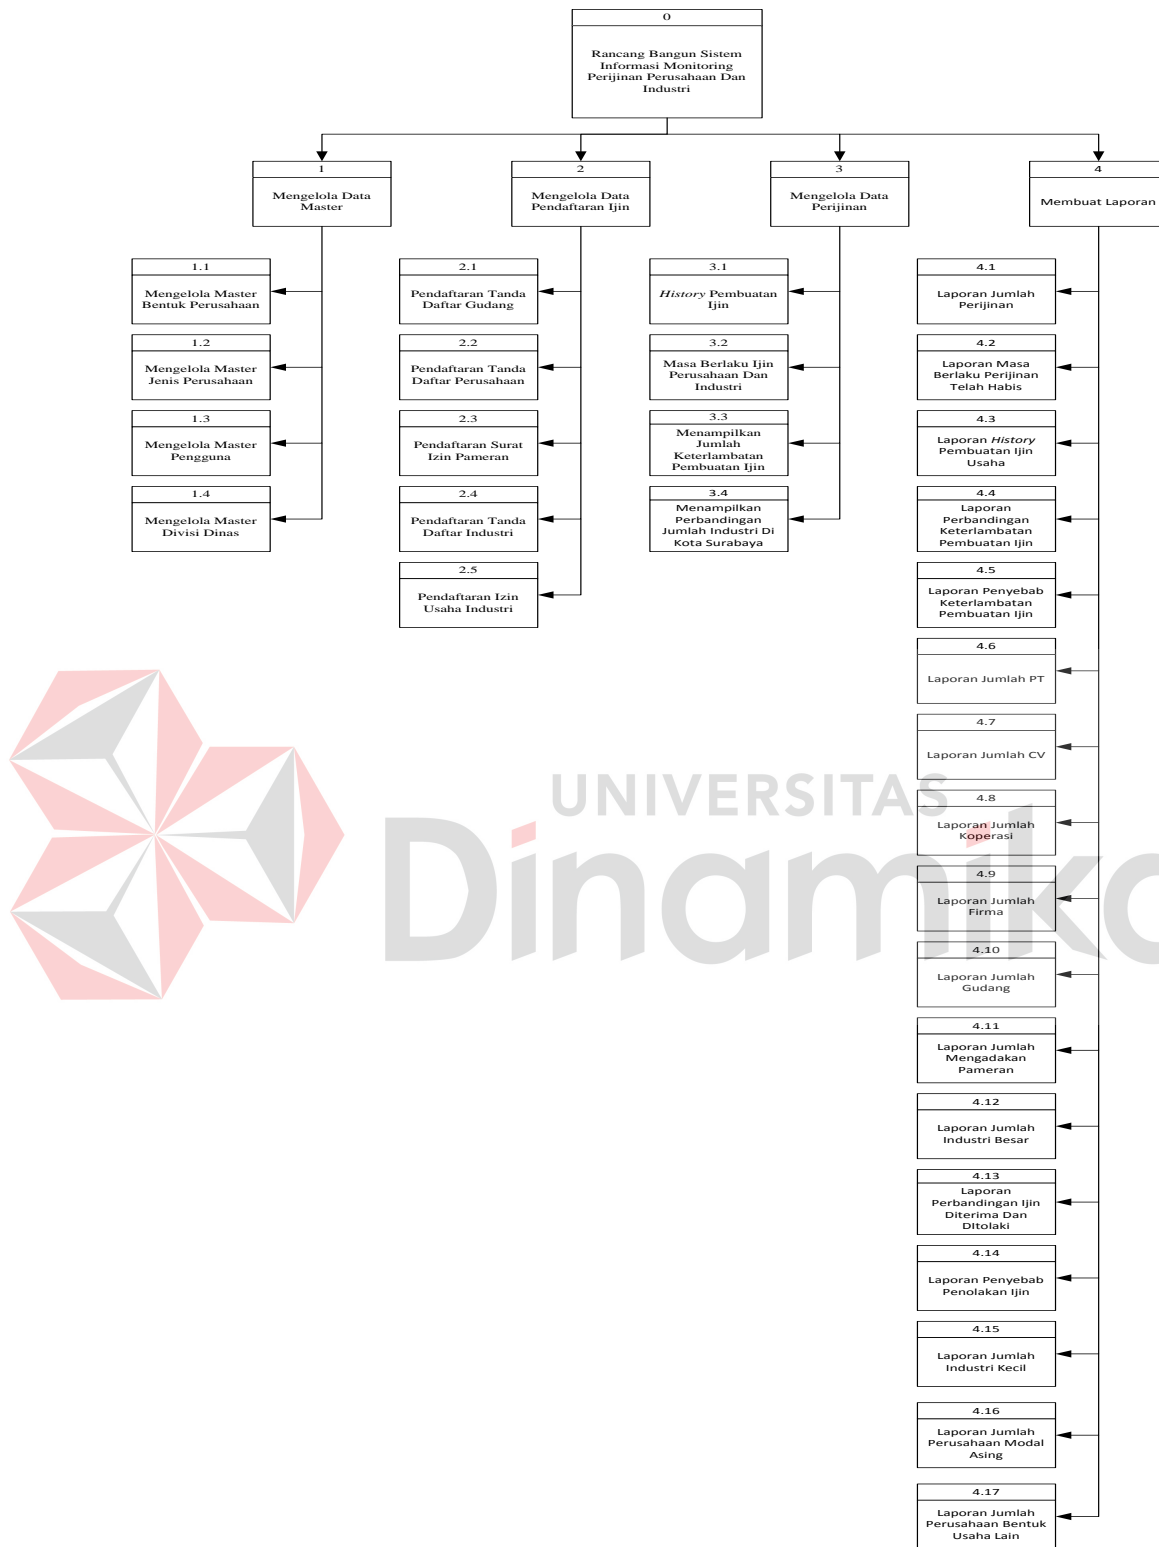 0
Rancang Bangun Sistem
Informasi Monitoring
Perijinan Perusahaan Dan
Industri
1
Mengelola Data
Master
2
Mengelola Data
Pendaftaran Ijin
3
Mengelola Data
Perijinan
4
Membuat Laporan
1.1
Mengelola Master
Bentuk Perusahaan
1.2
Mengelola Master
Jenis Perusahaan
1.3
Mengelola Master
Pengguna
1.4
Mengelola Master
Divisi Dinas
2.1
Pendaftaran Tanda
Daftar Gudang
2.2
Pendaftaran Tanda
Daftar Perusahaan
2.3
Pendaftaran Surat
Izin Pameran
2.4
Pendaftaran Tanda
Daftar Industri
2.5
Pendaftaran Izin
Usaha Industri
3.1
History Pembuatan
Ijin
3.2
Masa Berlaku Ijin
Perusahaan Dan
Industri
3.3
Menampilkan
Jumlah
Keterlambatan
Pembuatan Ijin
3.4
Menampilkan
Perbandingan
Jumlah Industri Di
Kota Surabaya
4.1
Laporan Jumlah
Perijinan
4.2
Laporan Masa
Berlaku Perijinan
Telah Habis
4.3
Laporan History
Pembuatan Ijin
Usaha
4.4
Laporan
Perbandingan
Keterlambatan
Pembuatan Ijin
4.5
Laporan Penyebab
Keterlambatan
Pembuatan Ijin
4.6
Laporan Jumlah PT
4.7
Laporan Jumlah CV
4.8
Laporan Jumlah
Koperasi
4.9
Laporan Jumlah
Firma
4.10
Laporan Jumlah
Gudang
4.11
Laporan Jumlah
Mengadakan
Pameran
4.12
Laporan Jumlah
Industri Besar
4.13
Laporan
Perbandingan Ijin
Diterima Dan
DItolaki
4.14
Laporan Penyebab
Penolakan Ijin
4.15
Laporan Jumlah
Industri Kecil
4.16
Laporan Jumlah
Perusahaan Modal
Asing
4.17
Laporan Jumlah
Perusahaan Bentuk
Usaha Lain
UNIVERSITAS
Dinamika